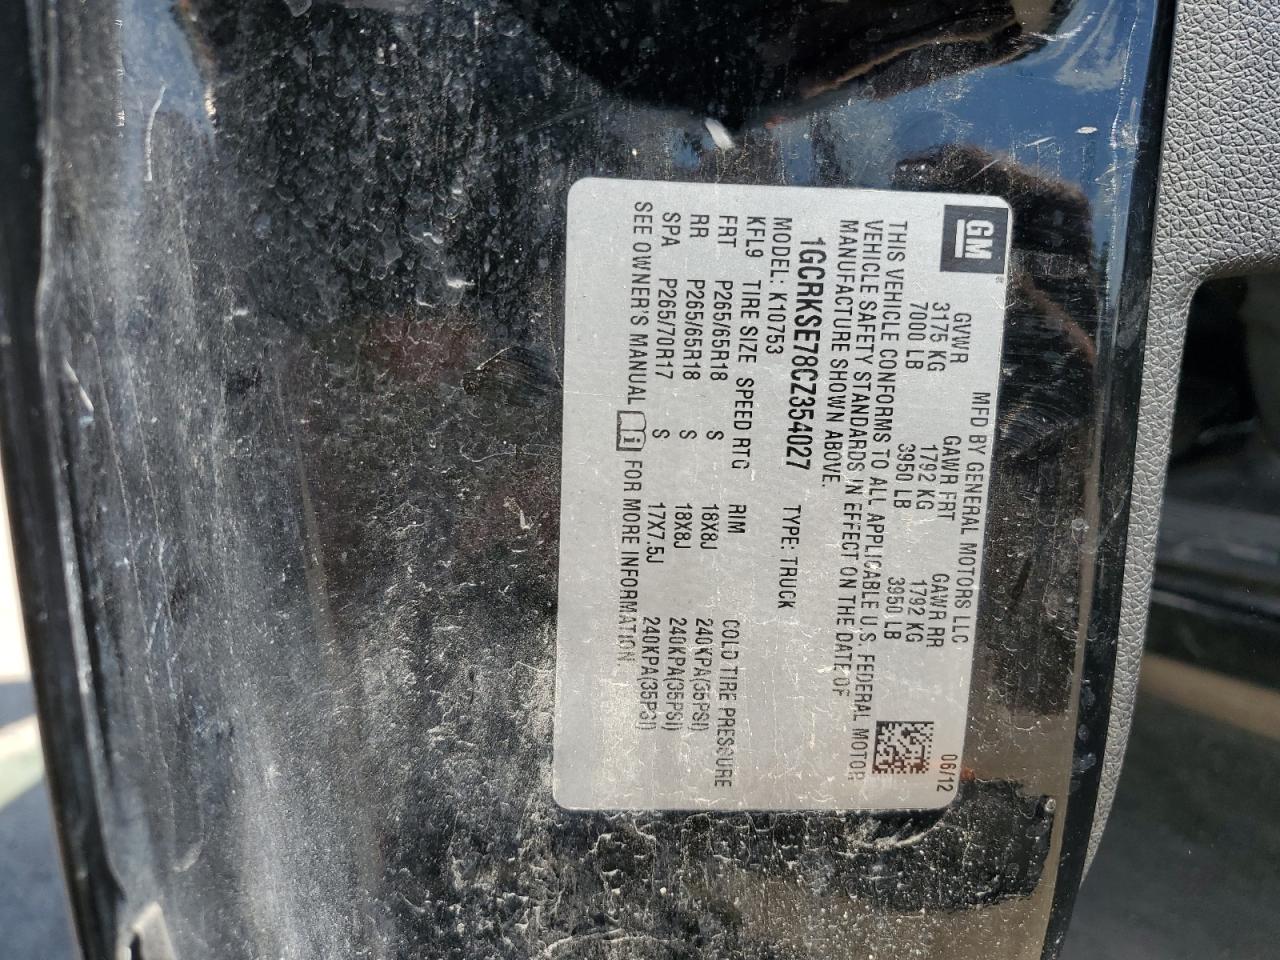 GM ®
MFD BY GENERAL MOTORS LLC 06/12
GVWR GAWR FRT GAWR RR
3175 KG 1792 KG 1792 KG
7000 LB 3950 LB 3950 LB
THIS VEHICLE CONFORMS TO ALL APPLICABLE U.S. FEDERAL MOTOR
VEHICLE SAFETY STANDARDS IN EFFECT ON THE DATE OF
MANUFACTURE SHOWN ABOVE.
1GCRKSE78CZ354027 TYPE: TRUCK
MODEL: K10753
KFL9 TIRE SIZE SPEED RTG RIM COLD TIRE PRESSURE
FRT P265/65R18 S 18X8J 240KPA(35PSI)
RR P265/65R18 S 18X8J 240KPA(35PSI)
SPA P265/70R17 S 17X7.5J 240KPA(35PSI)
SEE OWNER'S MANUAL i FOR MORE INFORMATION.